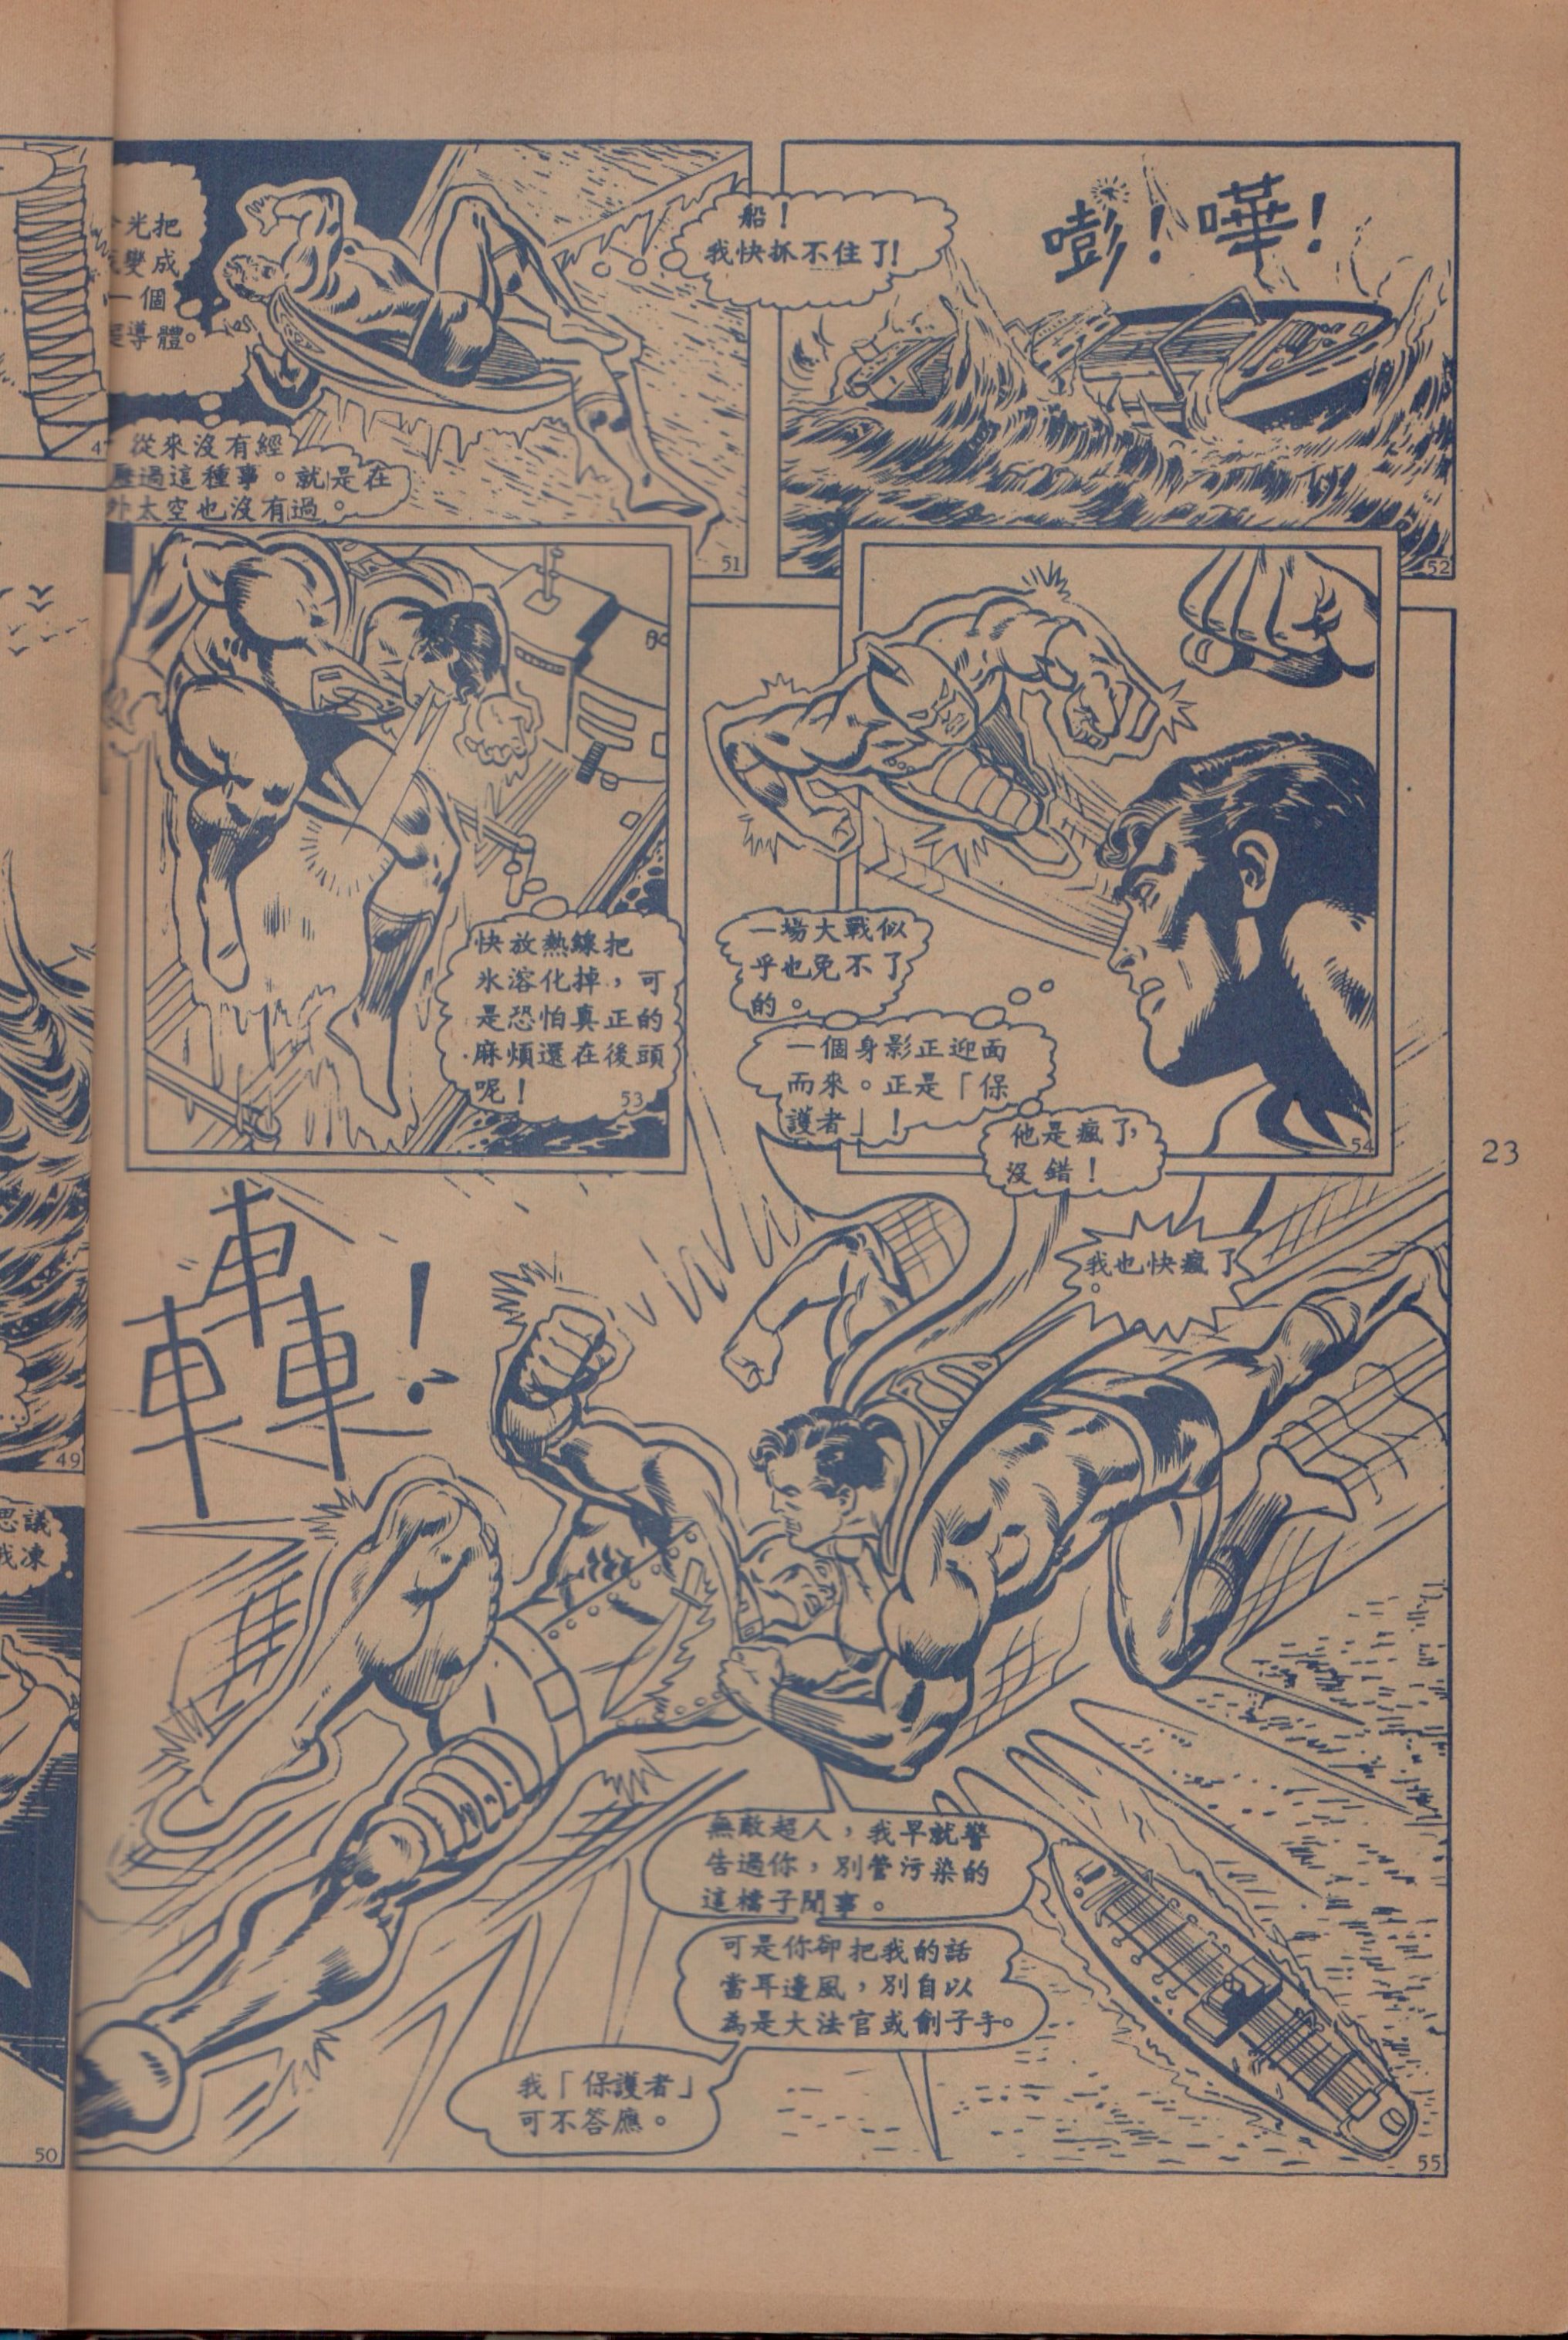 光把
變成
一個
導體。
從來沒有經
過這種事。就是在
外太空也沒有過。
51
船!
我快抓不住了!
嘭!嘩!
52
快放熱線把
氷溶化掉,可
是恐怕真正的
麻煩還在後頭
呢!
53
一場大戰似
乎也免不了
的。
一個身影正迎面
而來。正是「保
護者」!
他是瘋了,
沒錯!
54
23
轟!
我也快瘋了
。
無敵超人,我早就警
告過你,別管污染的
這檔子閒事。
可是你卻把我的話
當耳邊風,別自以
為是大法官或劊子手。
我「保護者」
可不答應。
55
49
思議
我凍
50